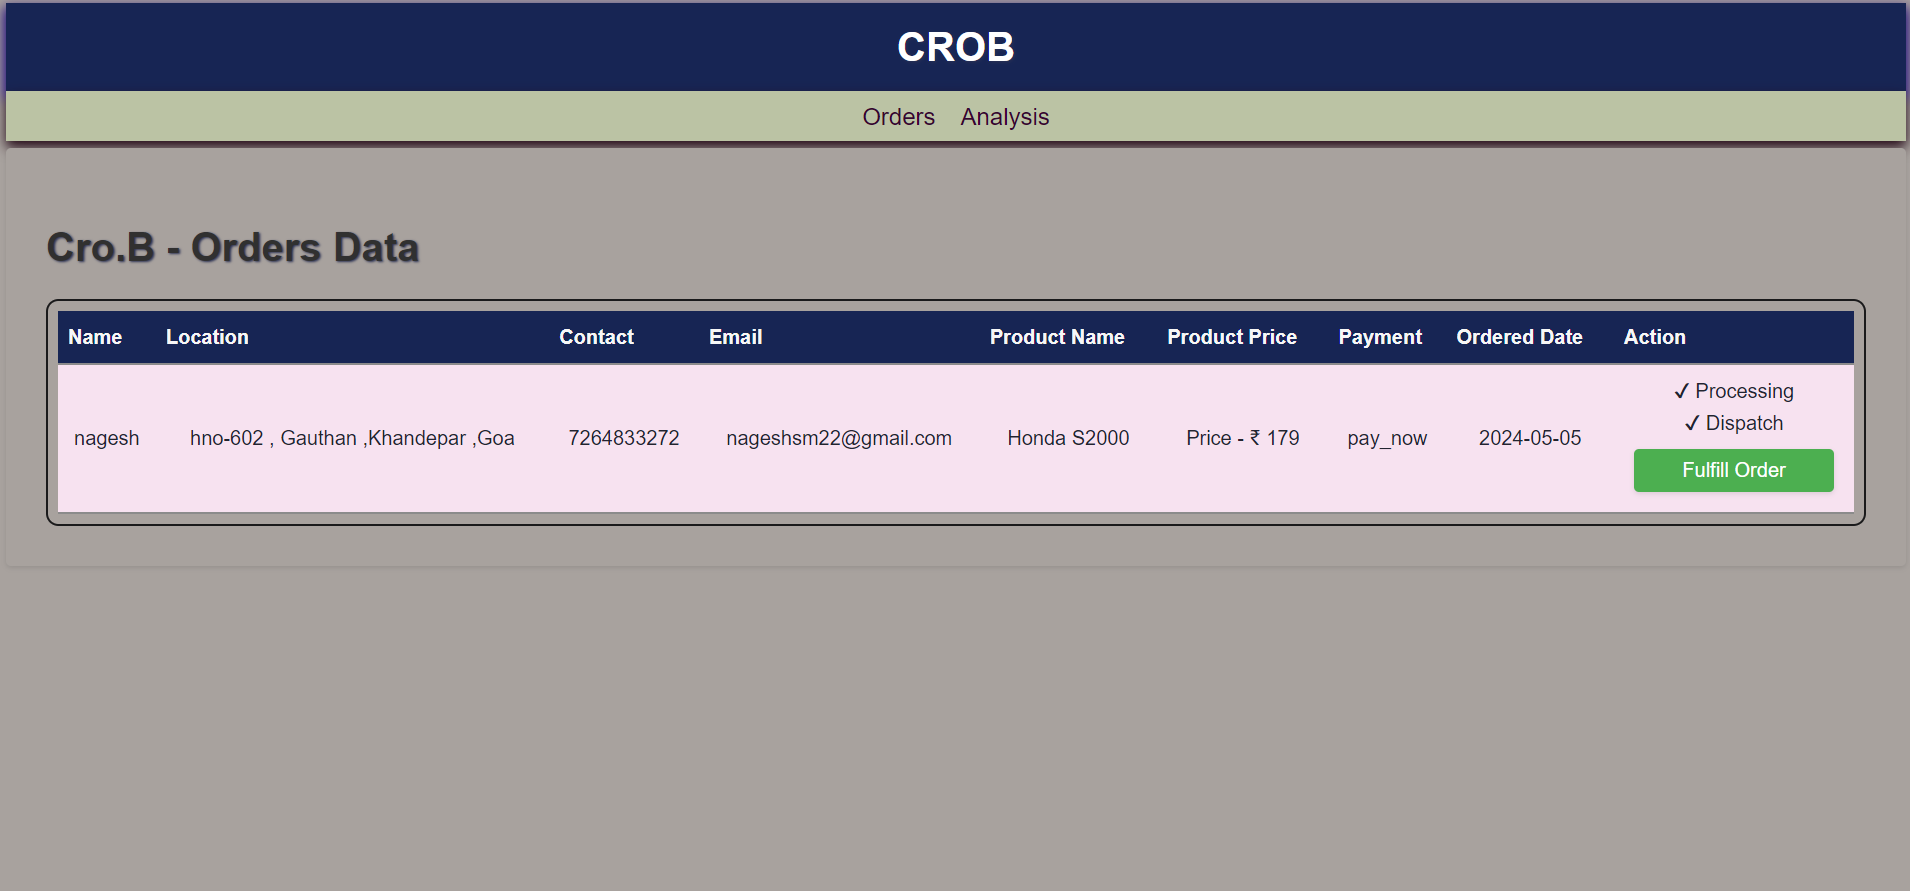 CROB
Orders Analysis
Cro.B - Orders Data
Name Location Contact Email Product Name Product Price Payment Ordered Date Action
✓ Processing
✓ Dispatch
nagesh hno-602 , Gauthan ,Khandepar ,Goa 7264833272 nageshsm22@gmail.com Honda S2000 Price - ₹ 179 pay_now 2024-05-05
Fulfill Order